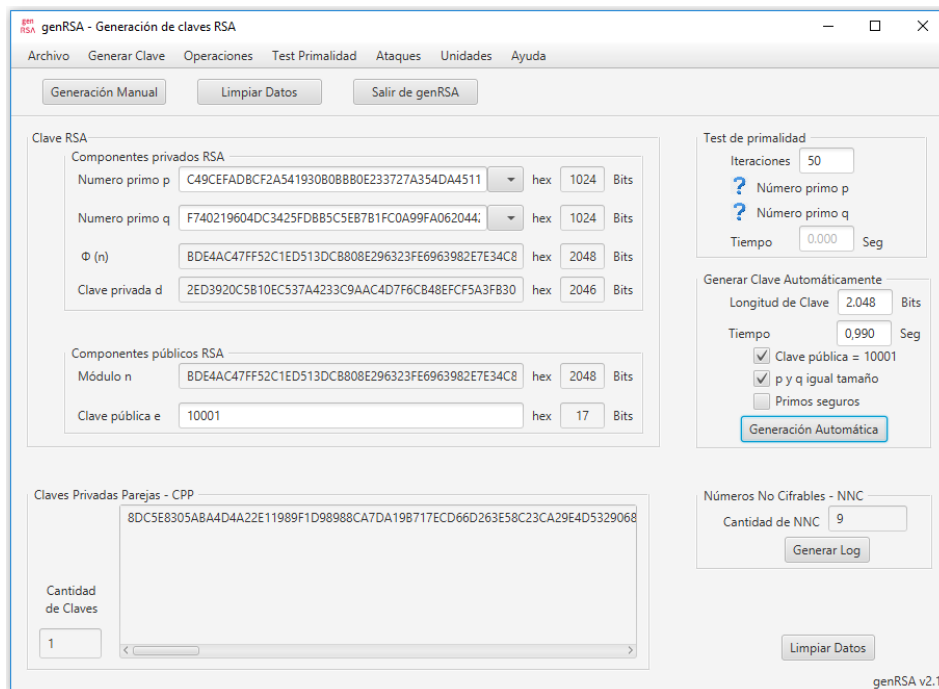 gen RSA genRSA - Generación de claves RSA
Archivo Generar Clave Operaciones Test Primalidad Ataques Unidades Ayuda
Generación Manual Limpiar Datos Salir de genRSA
Clave RSA
Componentes privados RSA
Numero primo p C49CEFADBCF2A541930B0BBB0E233727A354DA4511 hex 1024 Bits
Numero primo q F740219604DC3425FDBB5C5EB7B1FC0A99FA0620442 hex 1024 Bits
Φ (n) BDE4AC47FF52C1ED513DCB808E296323FE6963982E7E34C8 hex 2048 Bits
Clave privada d 2ED3920C5B10EC537A4233C9AAC4D7F6CB48EFCF5A3FB30 hex 2046 Bits
Componentes públicos RSA
Módulo n BDE4AC47FF52C1ED513DCB808E296323FE6963982E7E34C8 hex 2048 Bits
Clave pública e 10001 hex 17 Bits
Test de primalidad
Iteraciones 50
? Número primo p
? Número primo q
Tiempo 0.000 Seg
Generar Clave Automáticamente
Longitud de Clave 2.048 Bits
Tiempo 0,990 Seg
Clave pública = 10001
p y q igual tamaño
Primos seguros
Generación Automática
Claves Privadas Parejas - CPP
8DC5E8305ABA4D4A22E11989F1D98988CA7DA19B717ECD66D263E58C23CA29E4D5329068
Cantidad
de Claves
1
Números No Cifrables - NNC
Cantidad de NNC 9
Generar Log
Limpiar Datos
genRSA v2.1